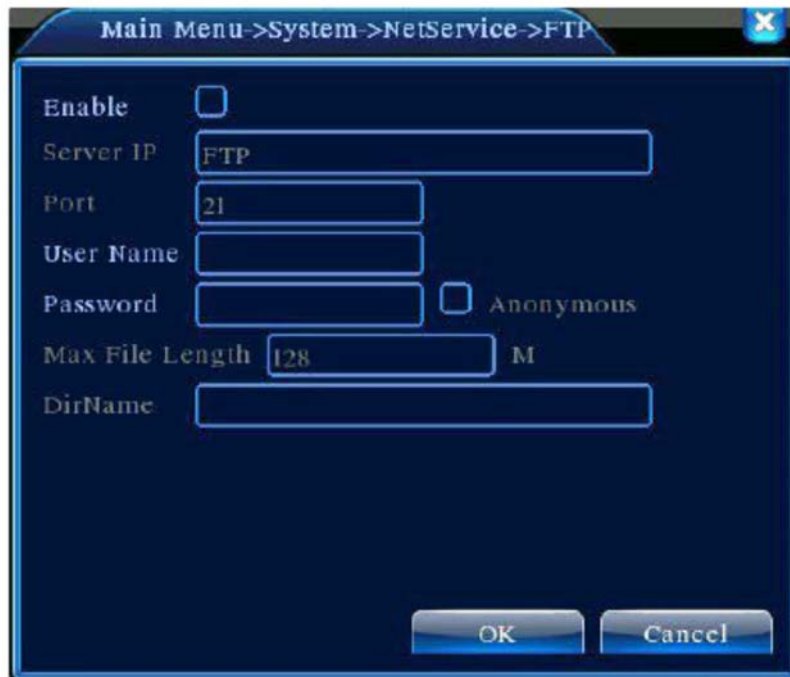 Main Menu->System->NetService->FTP
Enable
Server IP FTP
Port 21
User Name
Password Anonymous
Max File Length 128 M
DirName
OK Cancel